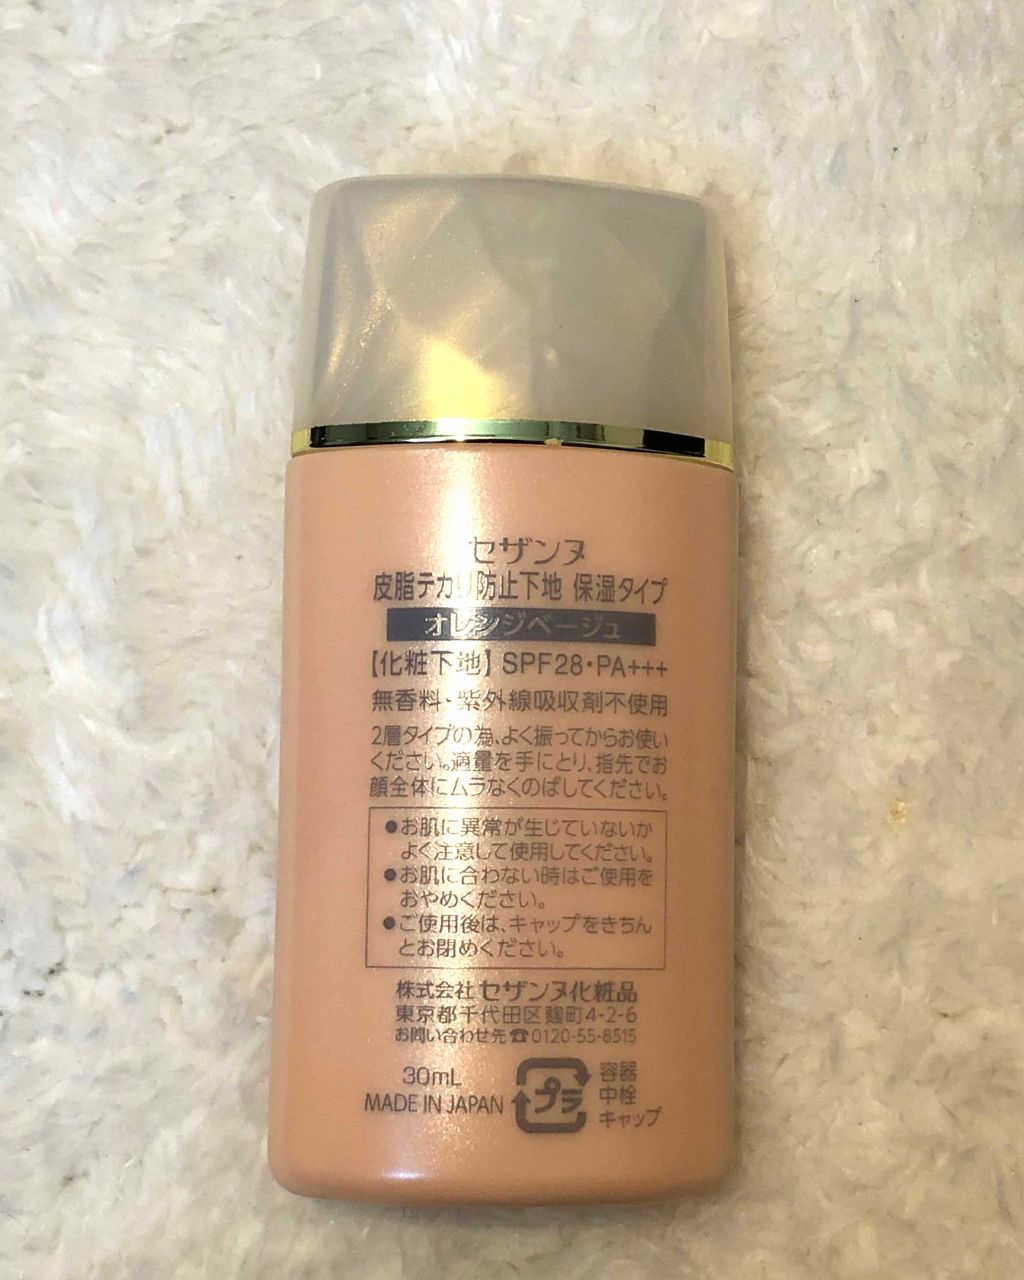 セザンヌ
皮脂テカリ防止下地 保湿タイプ
オレンジベージュ
【化粧下地】SPF28・PA+++
無香料・紫外線吸収剤不使用
2層タイプの為、よく振ってからお使い
ください。適量を手にとり、指先でお
顔全体にムラなくのばしてください。
●お肌に異常が生じていないか
よく注意して使用してください。
●お肌に合わない時はご使用を
おやめください。
●ご使用後は、キャップをきちん
とお閉めください。
株式会社 セザンヌ化粧品
東京都千代田区麹町4-2-6
お問い合わせ先☎0120-55-8515
30mL
MADE IN JAPAN
プラ
容器
中栓
キャップ